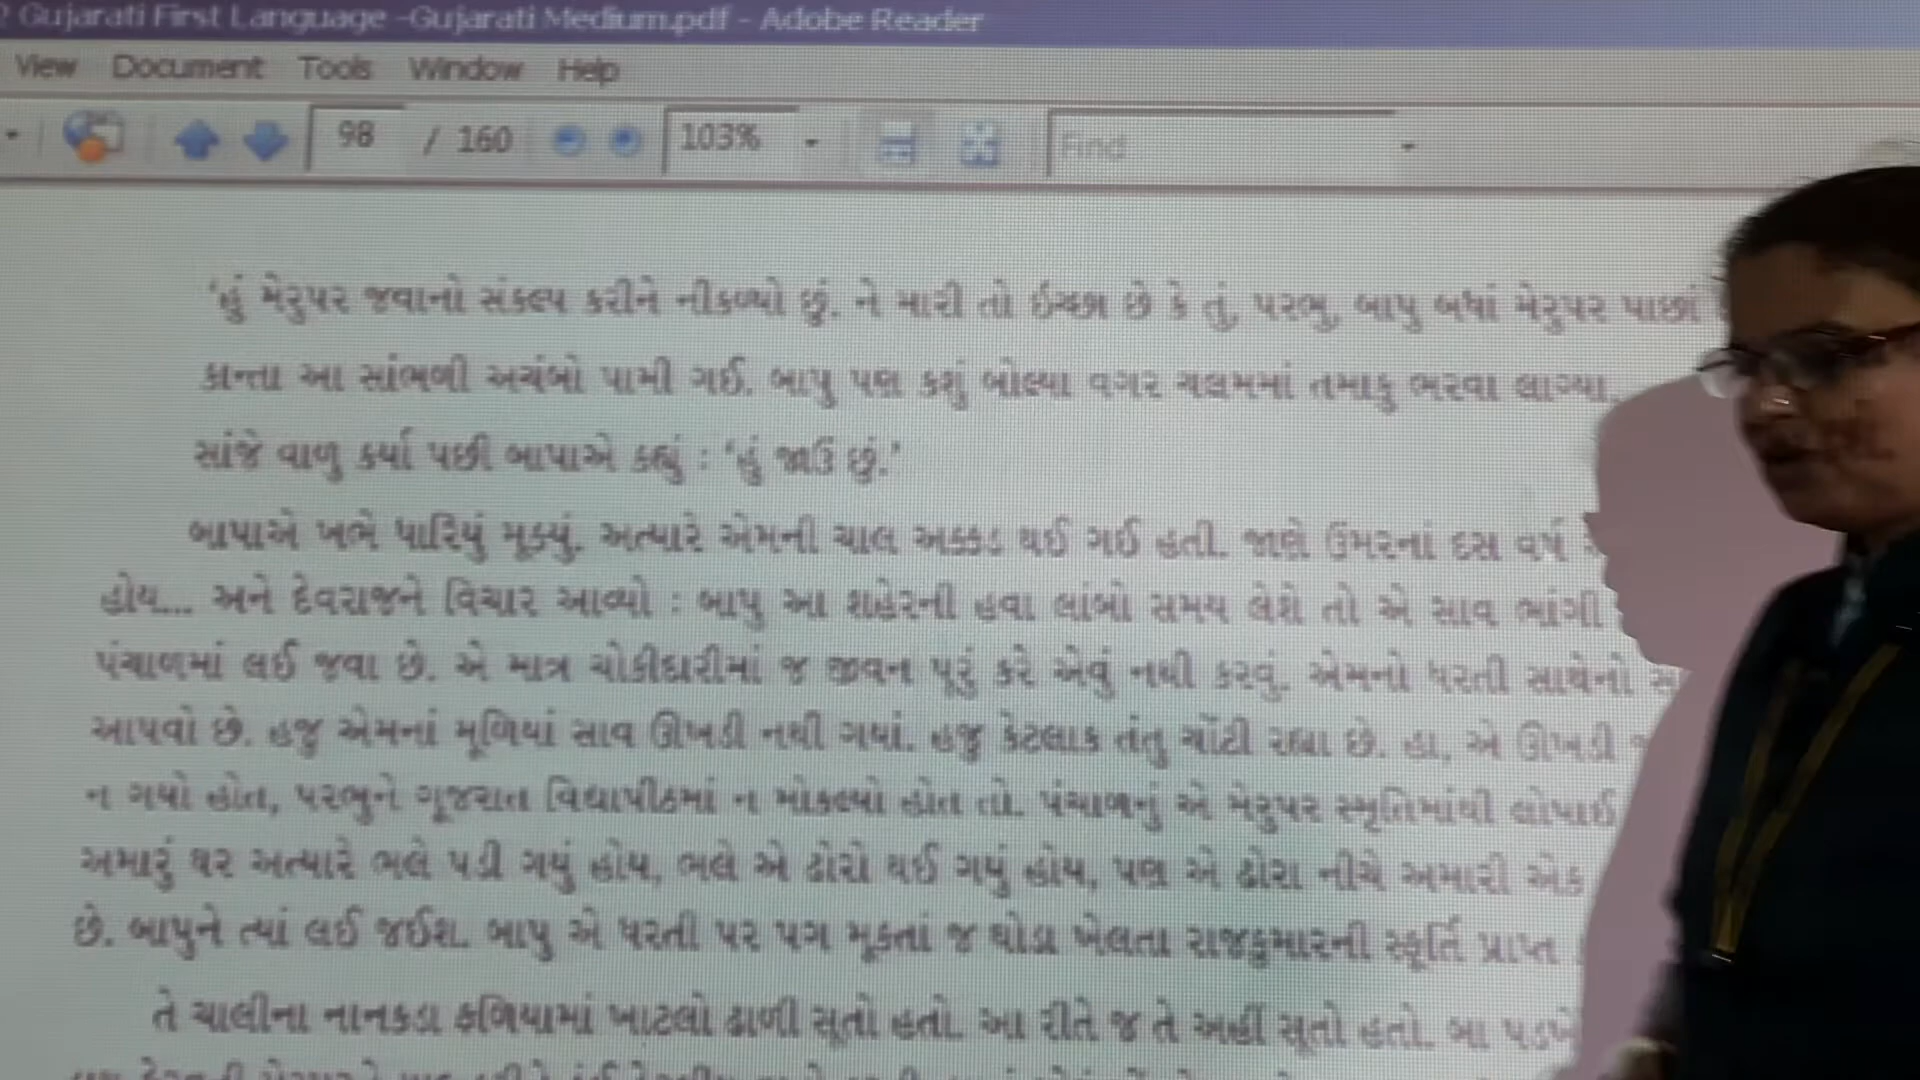 Gujarati First Language -Gujarati Medium.pdf - Adobe Reader
View Document Tools Window Help
98 / 160 103% Find
'હું મેરુપર જવાનો સંકલ્પ કરીને નીકળ્યો છું. ને મારી તો ઈચ્છા છે કે તું, પરભુ, બાપુ બધાં મેરુપર પાછાં
કાન્તા આ સાંભળી અચંબો પામી ગઈ. બાપુ પણ કશું બોલ્યા વગર ચલમમાં તમાકુ ભરવા લાગ્યા.
સાંજે વાળુ કર્યા પછી બાપાએ કહ્યું : 'હું જાઉં છું.'
બાપાએ ખભે ધારિયું મૂક્યું. અત્યારે એમની ચાલ અક્કડ થઈ ગઈ હતી. જાણે ઉંમરનાં દસ વર્ષ
હોય... અને દેવરાજને વિચાર આવ્યો : બાપુ આ શહેરની હવા લાંબો સમય લેશે તો એ સાવ ભાંગી
પંચાળમાં લઈ જવા છે. એ માત્ર ચોકીદારીમાં જ જીવન પૂરું કરે એવું નથી કરવું. એમનો ધરતી સાથેનો
આપવો છે. હજુ એમનાં મૂળિયાં સાવ ઊખડી નથી ગયાં. હજુ કેટલાક તંતુ ચોંટી રહ્યા છે. હા, એ ઊખડી
ન ગયો હોત, પરભુને ગૂજરાત વિદ્યાપીઠમાં ન મોકલ્યો હોત તો. પંચાળનું એ મેરુપર સ્મૃતિમાંથી લોપાઈ
અમારું ઘર અત્યારે ભલે પડી ગયું હોય, ભલે એ ઢોરો થઈ ગયું હોય, પણ એ ઢોરા નીચે અમારી એક
છે. બાપુને ત્યાં લઈ જઈશ. બાપુ એ ધરતી પર પગ મૂકતાં જ ઘોડા ખેલતા રાજકુમારની સ્ફૂર્તિ પ્રાપ્ત
તે ચાલીના નાનકડા ફળિયામાં ખાટલો ઢાળી સૂતો હતો. આ રીતે જ તે અહીં સૂતો હતો. બા પડખે